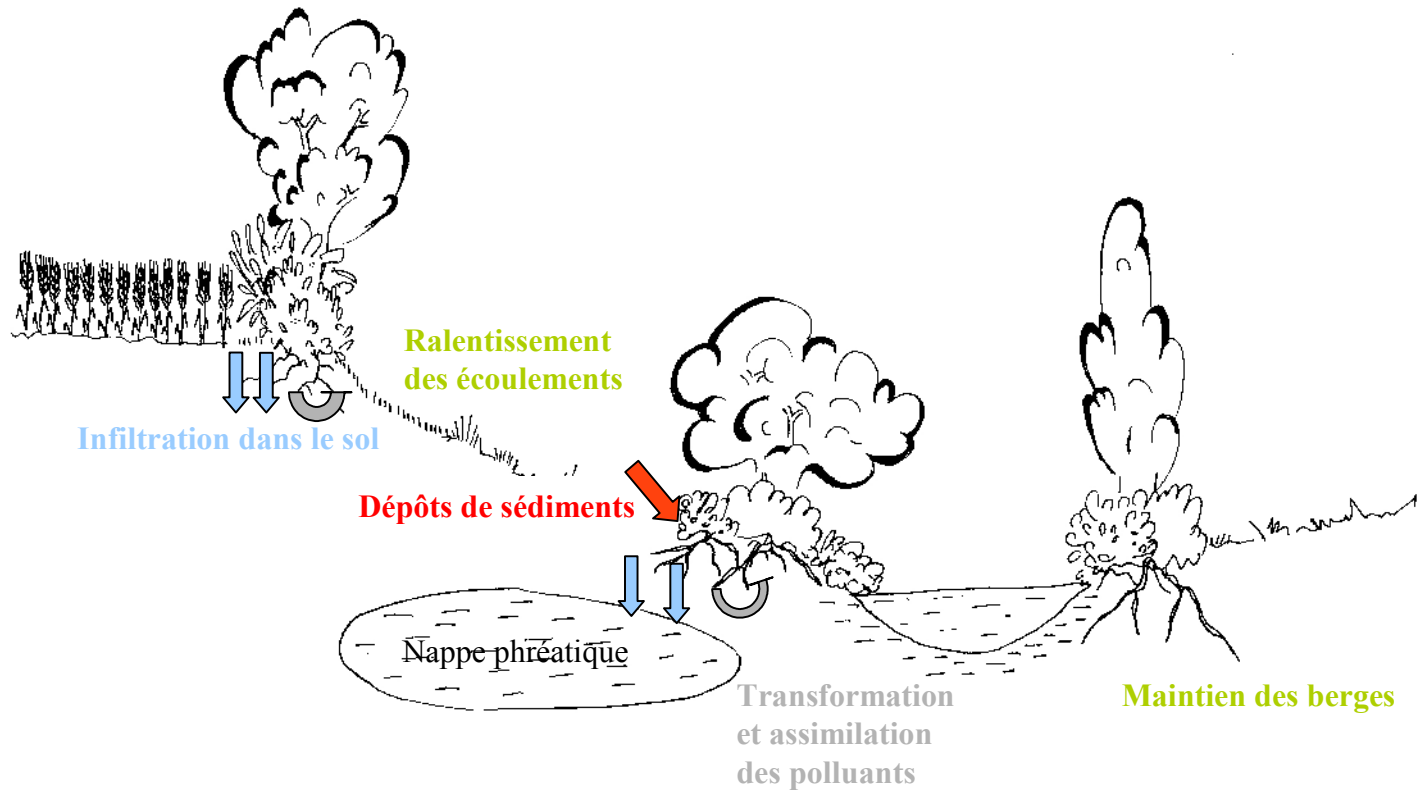 Ralentissement
des écoulements
Infiltration dans le sol
Dépôts de sédiments
Nappe phréatique
Transformation
et assimilation
des polluants
Maintien des berges